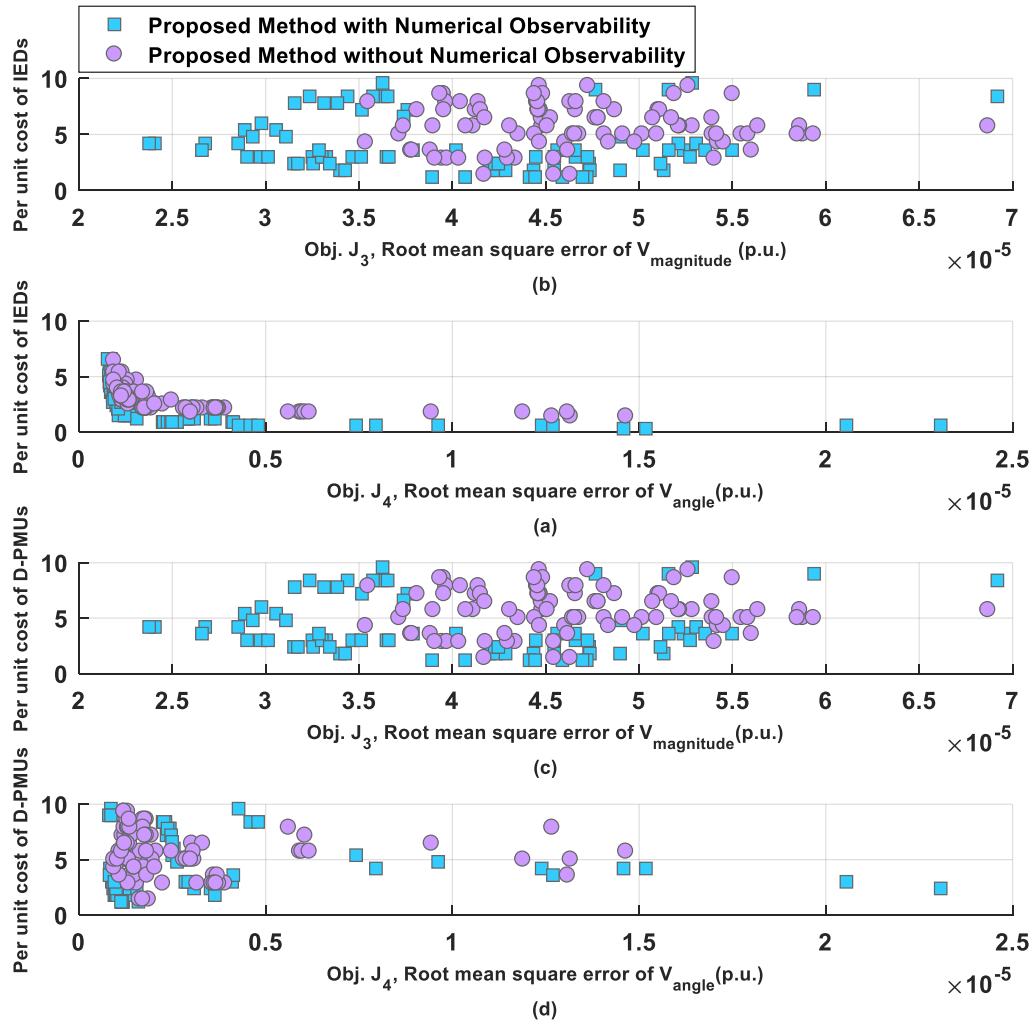 Proposed Method with Numerical Observability
Proposed Method without Numerical Observability
Per unit cost of IEDs
10
5
0
2 2.5 3 3.5 4 4.5 5 5.5 6 6.5 7
Obj. J3, Root mean square error of Vmagnitude (p.u.)
×10-5
(b)
Per unit cost of IEDs
10
5
0
0 0.5 1 1.5 2 2.5
Obj. J4, Root mean square error of Vangle(p.u.)
×10-5
(a)
Per unit cost of D-PMUs
10
5
0
2 2.5 3 3.5 4 4.5 5 5.5 6 6.5 7
Obj. J3, Root mean square error of Vmagnitude(p.u.)
×10-5
(c)
Per unit cost of D-PMUs
10
5
0
0 0.5 1 1.5 2 2.5
Obj. J4, Root mean square error of Vangle(p.u.)
×10-5
(d)